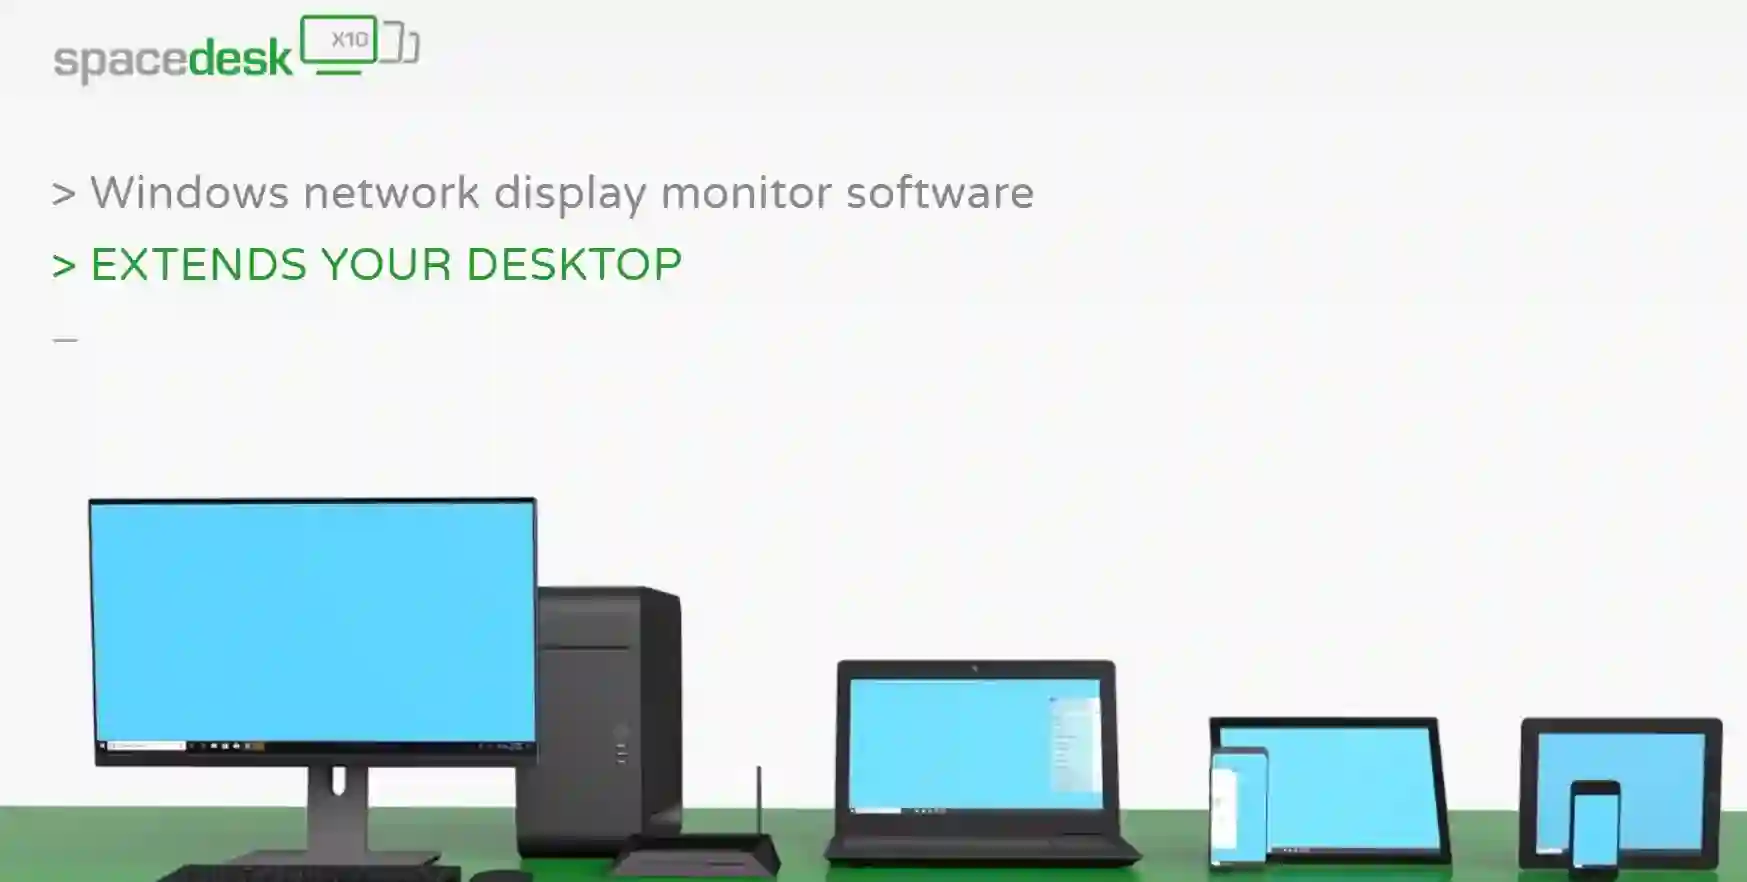 spacedesk X10
> Windows network display monitor software
> EXTENDS YOUR DESKTOP
_